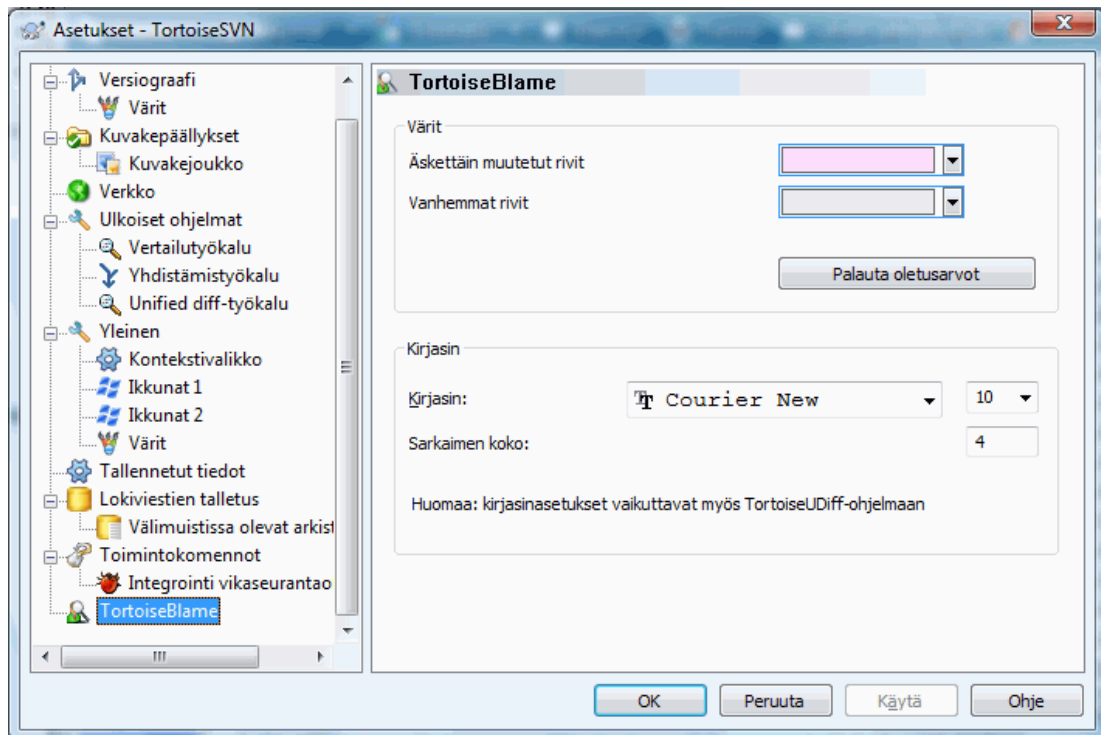 Asetukset - TortoiseSVN
Versiograafi
Värit
Kuvakepäällykset
Kuvakejoukko
Verkko
Ulkoiset ohjelmat
Vertailutyökalu
Yhdistämistyökalu
Unified diff-työkalu
Yleinen
Kontekstivalikko
Ikkunat 1
Ikkunat 2
Värit
Tallennetut tiedot
Lokiviestien talletus
Välimuistissa olevat arkist
Toimintokomennot
Integrointi vikaseurantao
TortoiseBlame
TortoiseBlame
Värit
Äskettäin muutetut rivit
Vanhemmat rivit
Palauta oletusarvot
Kirjasin
Kirjasin: Courier New 10
Sarkaimen koko: 4
Huomaa: kirjasinasetukset vaikuttavat myös TortoiseUDiff-ohjelmaan
OK Peruuta Käytä Ohje